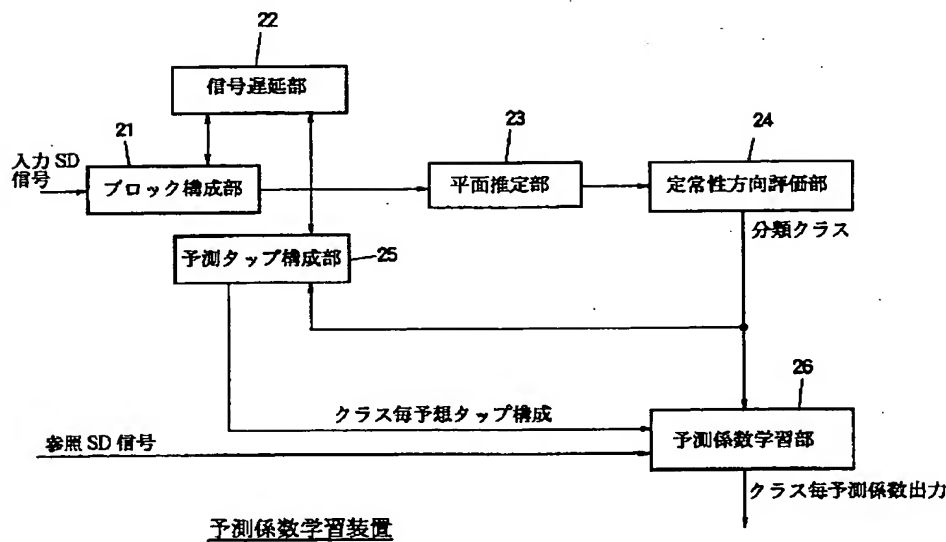 22
信号遅延部
21
入力 SD
信号
ブロック構成部
23
平面推定部
24
定常性方向評価部
分類クラス
予測タップ構成部
25
26
クラス毎予想タップ構成
参照 SD 信号
予測係数学習部
クラス毎予測係数出力
予測係数学習装置